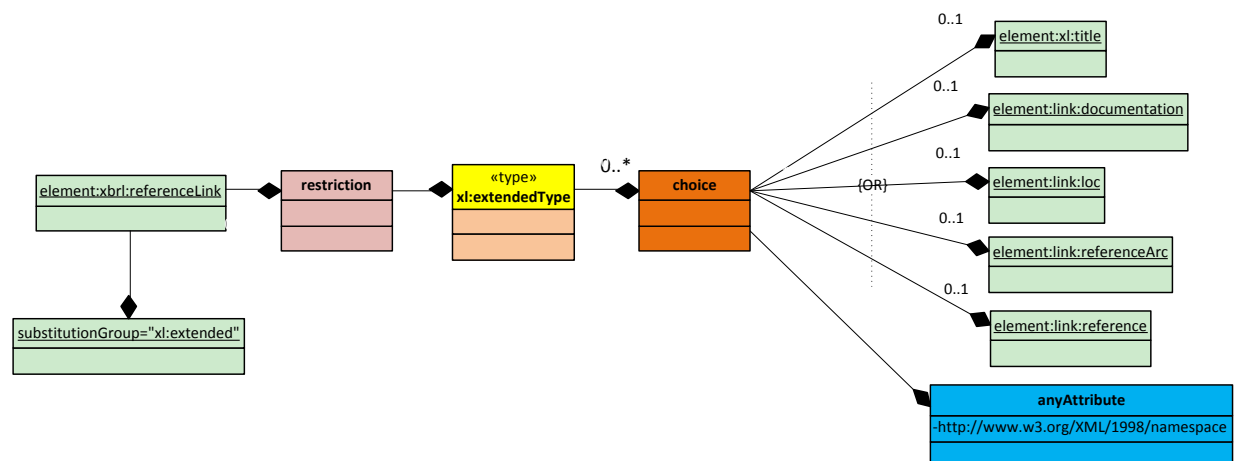 0..1
element:xl:title
0..1
element:link:documentation
0..1
element:link:loc
0..*
«type»
xl:extendedType
restriction
choice
element:xbrl:referenceLink
{OR}
0..1
element:link:referenceArc
0..1
element:link:reference
substitutionGroup="xl:extended"
anyAttribute
-http://www.w3.org/XML/1998/namespace